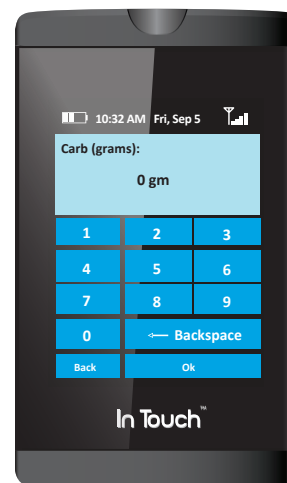 10:32 AM Fri, Sep 5
Carb (grams):
0 gm
1 2 3
4 5 6
7 8 9
0 Backspace
Back Ok
In Touch™